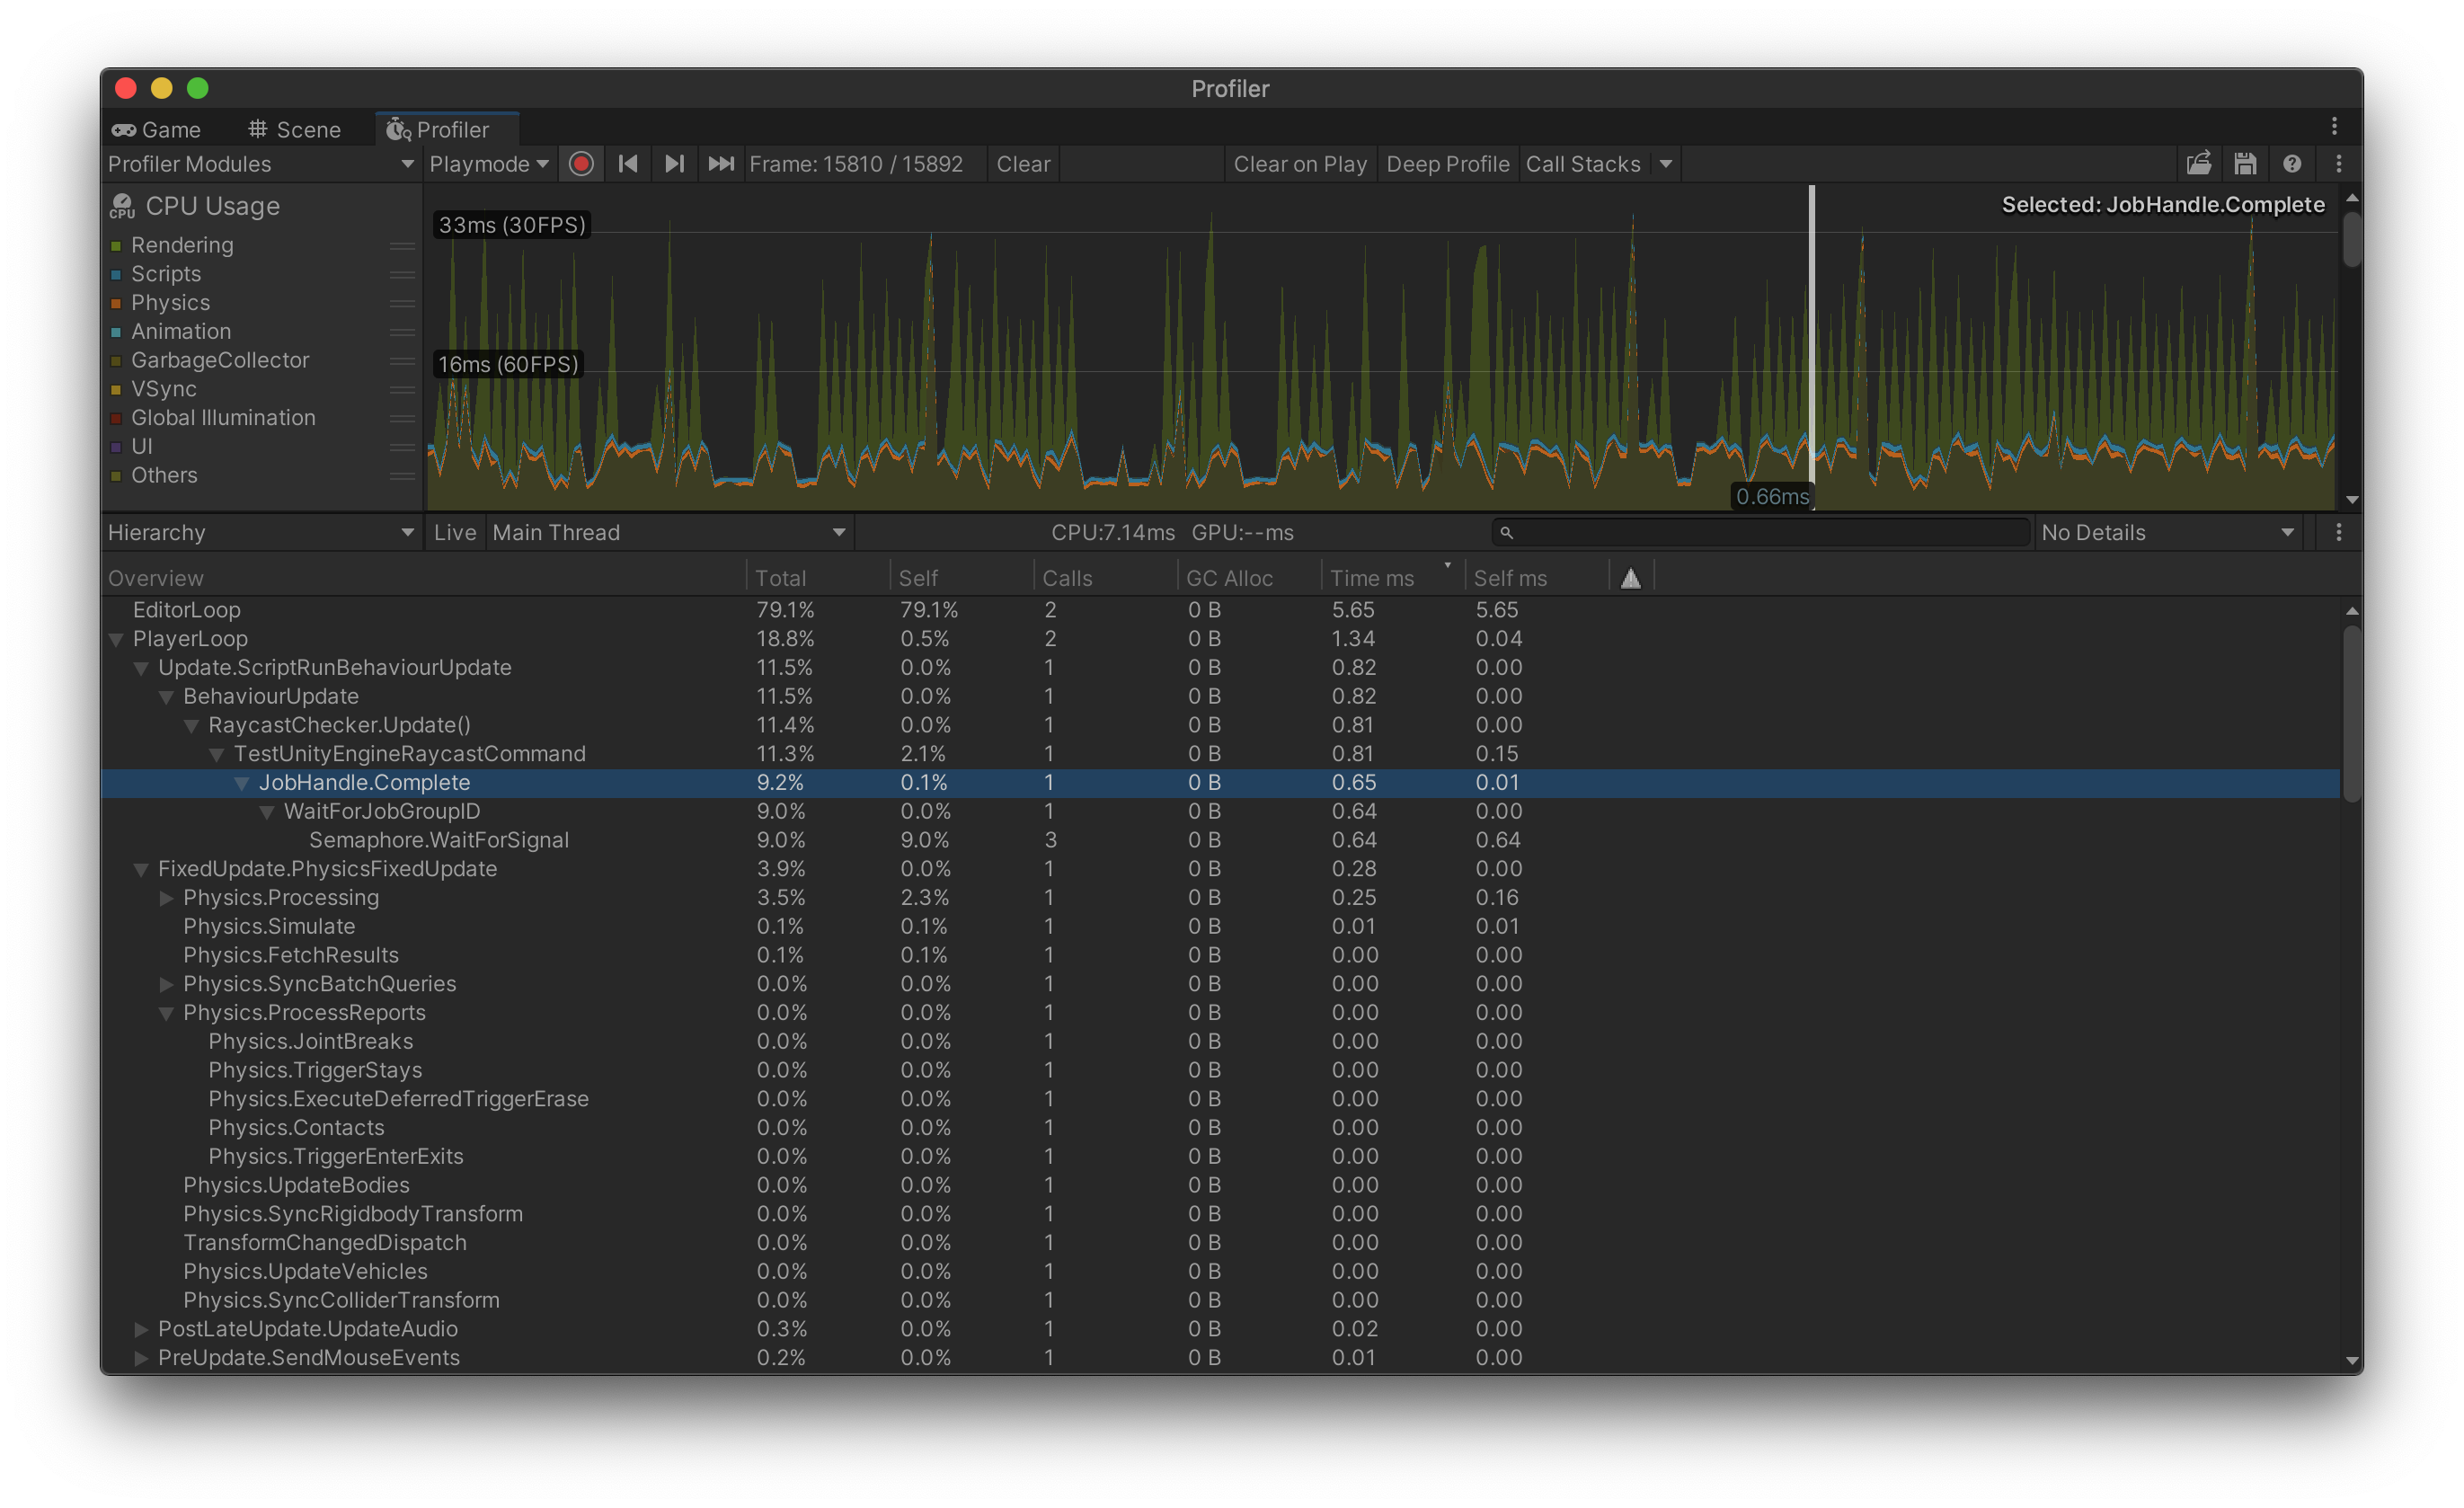 Profiler
Game Scene Profiler
Profiler Modules Playmode Frame: 15810 / 15892 Clear Clear on Play Deep Profile Call Stacks
CPU CPU Usage
Selected: JobHandle.Complete
33ms (30FPS)
16ms (60FPS)
0.66ms
Rendering
Scripts
Physics
Animation
GarbageCollector
VSync
Global Illumination
UI
Others
Hierarchy Live Main Thread CPU:7.14ms GPU:--ms No Details
Overview Total Self Calls GC Alloc Time ms Self ms
EditorLoop 79.1% 79.1% 2 0 B 5.65 5.65
PlayerLoop 18.8% 0.5% 2 0 B 1.34 0.04
Update.ScriptRunBehaviourUpdate 11.5% 0.0% 1 0 B 0.82 0.00
BehaviourUpdate 11.5% 0.0% 1 0 B 0.82 0.00
RaycastChecker.Update() 11.4% 0.0% 1 0 B 0.81 0.00
TestUnityEngineRaycastCommand 11.3% 2.1% 1 0 B 0.81 0.15
JobHandle.Complete 9.2% 0.1% 1 0 B 0.65 0.01
WaitForJobGroupID 9.0% 0.0% 1 0 B 0.64 0.00
Semaphore.WaitForSignal 9.0% 9.0% 3 0 B 0.64 0.64
FixedUpdate.PhysicsFixedUpdate 3.9% 0.0% 1 0 B 0.28 0.00
Physics.Processing 3.5% 2.3% 1 0 B 0.25 0.16
Physics.Simulate 0.1% 0.1% 1 0 B 0.01 0.01
Physics.FetchResults 0.1% 0.1% 1 0 B 0.00 0.00
Physics.SyncBatchQueries 0.0% 0.0% 1 0 B 0.00 0.00
Physics.ProcessReports 0.0% 0.0% 1 0 B 0.00 0.00
Physics.JointBreaks 0.0% 0.0% 1 0 B 0.00 0.00
Physics.TriggerStays 0.0% 0.0% 1 0 B 0.00 0.00
Physics.ExecuteDeferredTriggerErase 0.0% 0.0% 1 0 B 0.00 0.00
Physics.Contacts 0.0% 0.0% 1 0 B 0.00 0.00
Physics.TriggerEnterExits 0.0% 0.0% 1 0 B 0.00 0.00
Physics.UpdateBodies 0.0% 0.0% 1 0 B 0.00 0.00
Physics.SyncRigidbodyTransform 0.0% 0.0% 1 0 B 0.00 0.00
TransformChangedDispatch 0.0% 0.0% 1 0 B 0.00 0.00
Physics.UpdateVehicles 0.0% 0.0% 1 0 B 0.00 0.00
Physics.SyncColliderTransform 0.0% 0.0% 1 0 B 0.00 0.00
PostLateUpdate.UpdateAudio 0.3% 0.0% 1 0 B 0.02 0.00
PreUpdate.SendMouseEvents 0.2% 0.0% 1 0 B 0.01 0.00